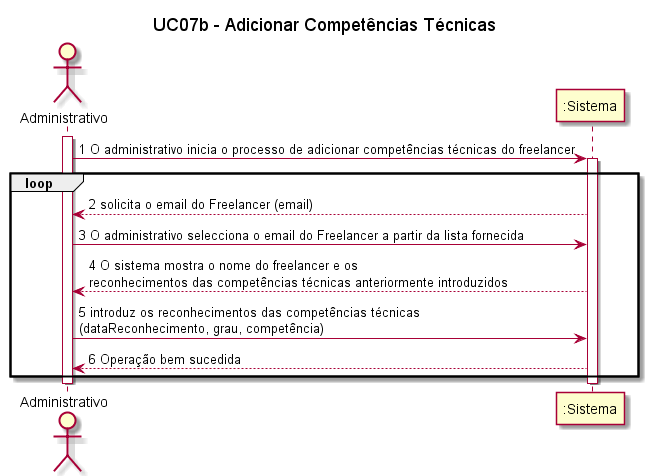 UC07b - Adicionar Competências Técnicas
Administrativo
:Sistema
1 O administrativo inicia o processo de adicionar competências técnicas do freelancer
loop
2 solicita o email do Freelancer (email)
3 O administrativo selecciona o email do Freelancer a partir da lista fornecida
4 O sistema mostra o nome do freelancer e os
reconhecimentos das competências técnicas anteriormente introduzidos
5 introduz os reconhecimentos das competências técnicas
(dataReconhecimento, grau, competência)
6 Operação bem sucedida
Administrativo
:Sistema